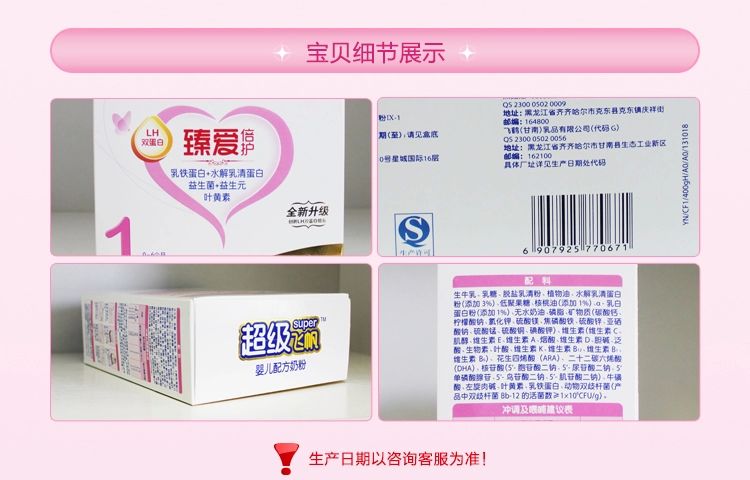 宝贝细节展示
LH
双蛋白
臻爱倍护
乳铁蛋白+水解乳清蛋白
益生菌+益生元
叶黄素
全新升级
1
0-6个月
QS 2300 0502 0009
粉IX-1
地址：黑龙江省齐齐哈尔市克东县克东镇庆祥街
邮编：164800
飞鹤(甘南)乳品有限公司(代码 G)
期(至)：请见盒底
QS 2300 0502 0056
地址：黑龙江省齐齐哈尔市甘南县生态工业新区
0号星城国际16层
邮编：162100
具体厂址详见生产日期处代码
YN/CF1/400gH/A0/A0/131018
QS
生产许可
6 907925 770671
超级飞帆
super
TM
婴儿配方奶粉
配 料
生牛乳、乳糖、脱盐乳清粉、植物油、水解乳清蛋白
粉(添加 3%)、低聚果糖、核桃油(添加 1%)、α-乳白
蛋白粉(添加 1%)、无水奶油、磷脂、矿物质(碳酸钙、
柠檬酸钠、氯化钾、硫酸镁、焦磷酸铁、硫酸锌、亚硒
酸钠、硫酸锰、硫酸铜、碘酸钾)、维生素(维生素 C、
肌醇、维生素 E、维生素 A、烟酸、维生素 D、胆碱、泛
酸、生物素、叶酸、维生素 K、维生素 B₁₂、维生素 B₁、
维生素 B₆)、花生四烯酸（ARA)、二十二碳六烯酸
(DHA)、核苷酸(5'-胞苷酸二钠、5'-尿苷酸二钠、5'-
单磷酸腺苷、5'-鸟苷酸二钠、5'-肌苷酸二钠)、牛磺
酸、左旋肉碱、叶黄素、乳铁蛋白、动物双歧杆菌(产
品中双歧杆菌 Bb-12 的活菌数≥1×10⁶CFU/g)。
冲调及喂哺建议表
生产日期以咨询客服为准！